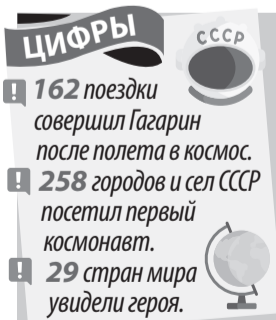 ЦИФРЫ
СССР
162 поездки
совершил Гагарин
после полета в космос.
258 городов и сел СССР
посетил первый
космонавт.
29 стран мира
увидели героя.